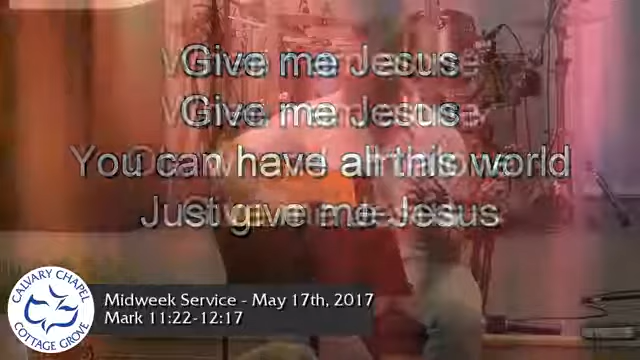 Give me Jesus
Give me Jesus
You can have all this world
Just give me Jesus
CALVARY CHAPEL
COTTAGE GROVE
Midweek Service - May 17th, 2017
Mark 11:22-12:17